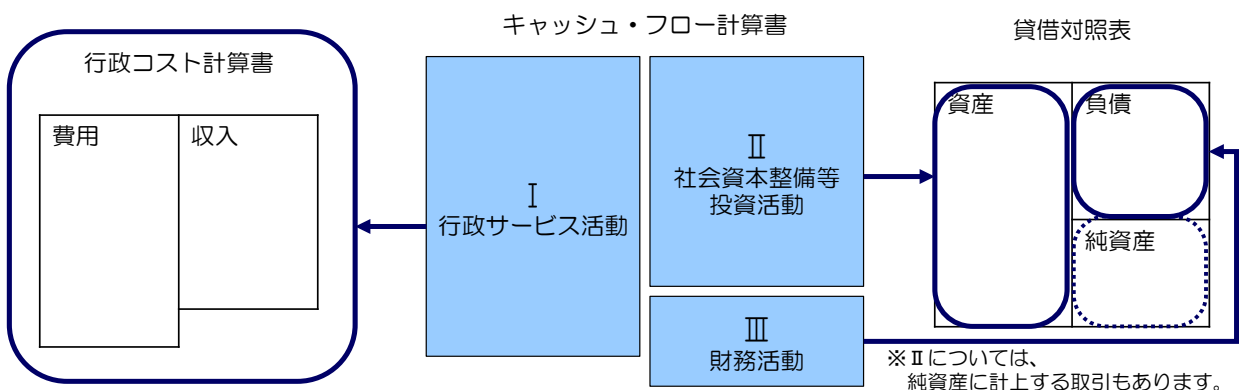 キャッシュ・フロー計算書
貸借対照表
行政コスト計算書
費用
収入
Ⅰ
行政サービス活動
Ⅱ
社会資本整備等
投資活動
Ⅲ
財務活動
資産
負債
純資産
※Ⅱについては、
純資産に計上する取引もあります。